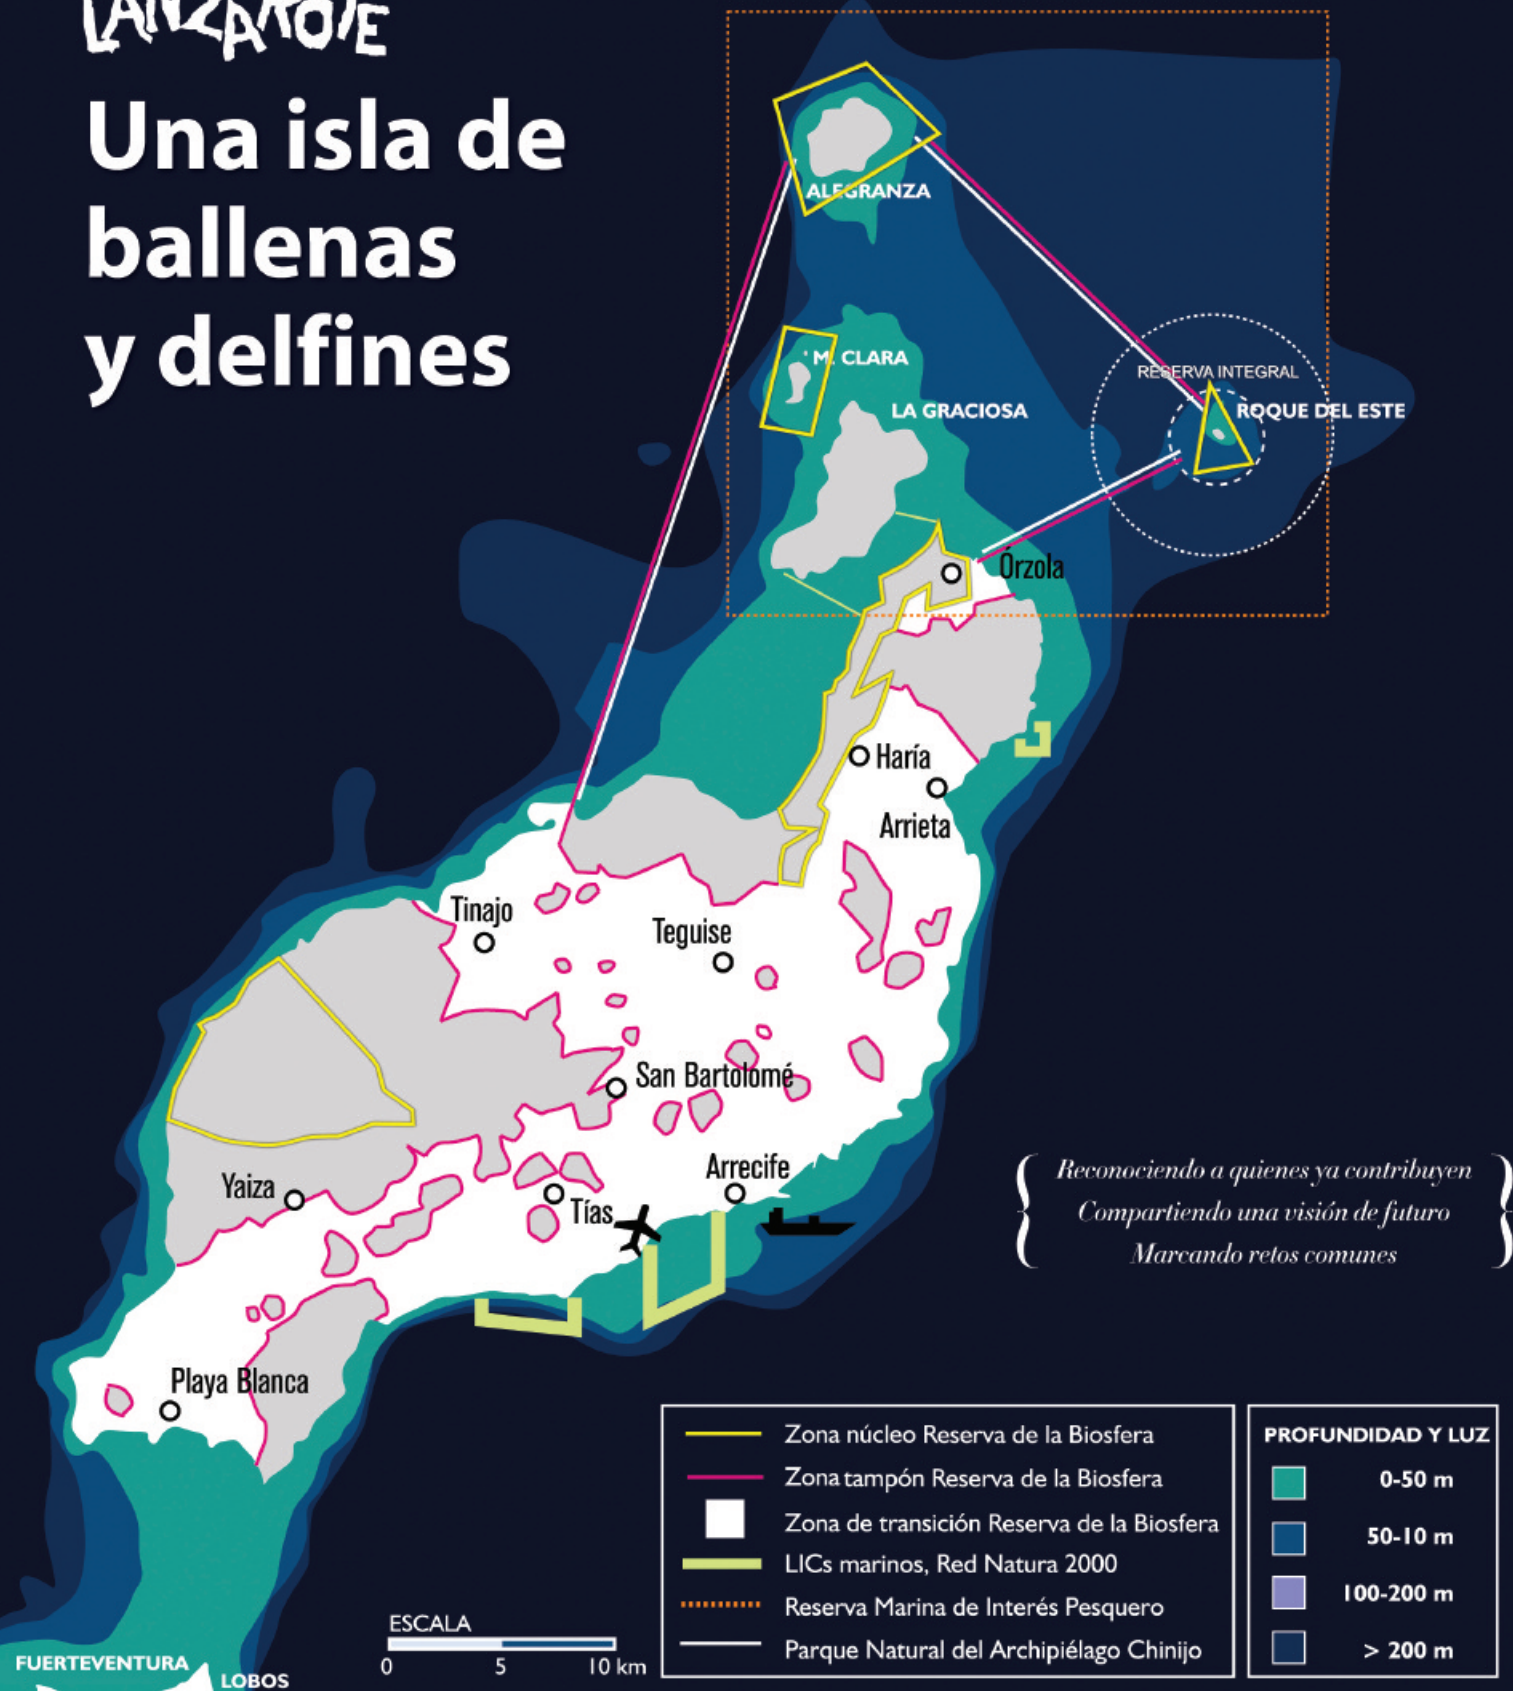 LANZAROTE
Una isla de
ballenas
y delfines
ALEGRANZA
M. CLARA
LA GRACIOSA
RESERVA INTEGRAL
ROQUE DEL ESTE
Órzola
Haría
Arrieta
Tinajo
Teguise
San Bartolomé
Yaiza
Tías
Arrecife
Playa Blanca
Reconociendo a quienes ya contribuyen
Compartiendo una visión de futuro
Marcando retos comunes
Zona núcleo Reserva de la Biosfera
Zona tampón Reserva de la Biosfera
Zona de transición Reserva de la Biosfera
LICs marinos, Red Natura 2000
Reserva Marina de Interés Pesquero
Parque Natural del Archipiélago Chinijo
PROFUNDIDAD Y LUZ
0-50 m
50-10 m
100-200 m
> 200 m
ESCALA
0 5 10 km
FUERTEVENTURA
LOBOS